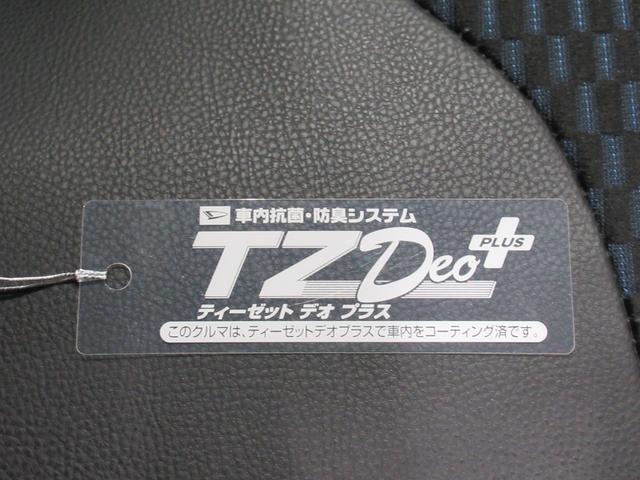 車内抗菌・防臭システム
TZ Deo PLUS
ティーゼット デオ プラス
このクルマは、ティーゼットデオプラスで車内をコーティング済です。